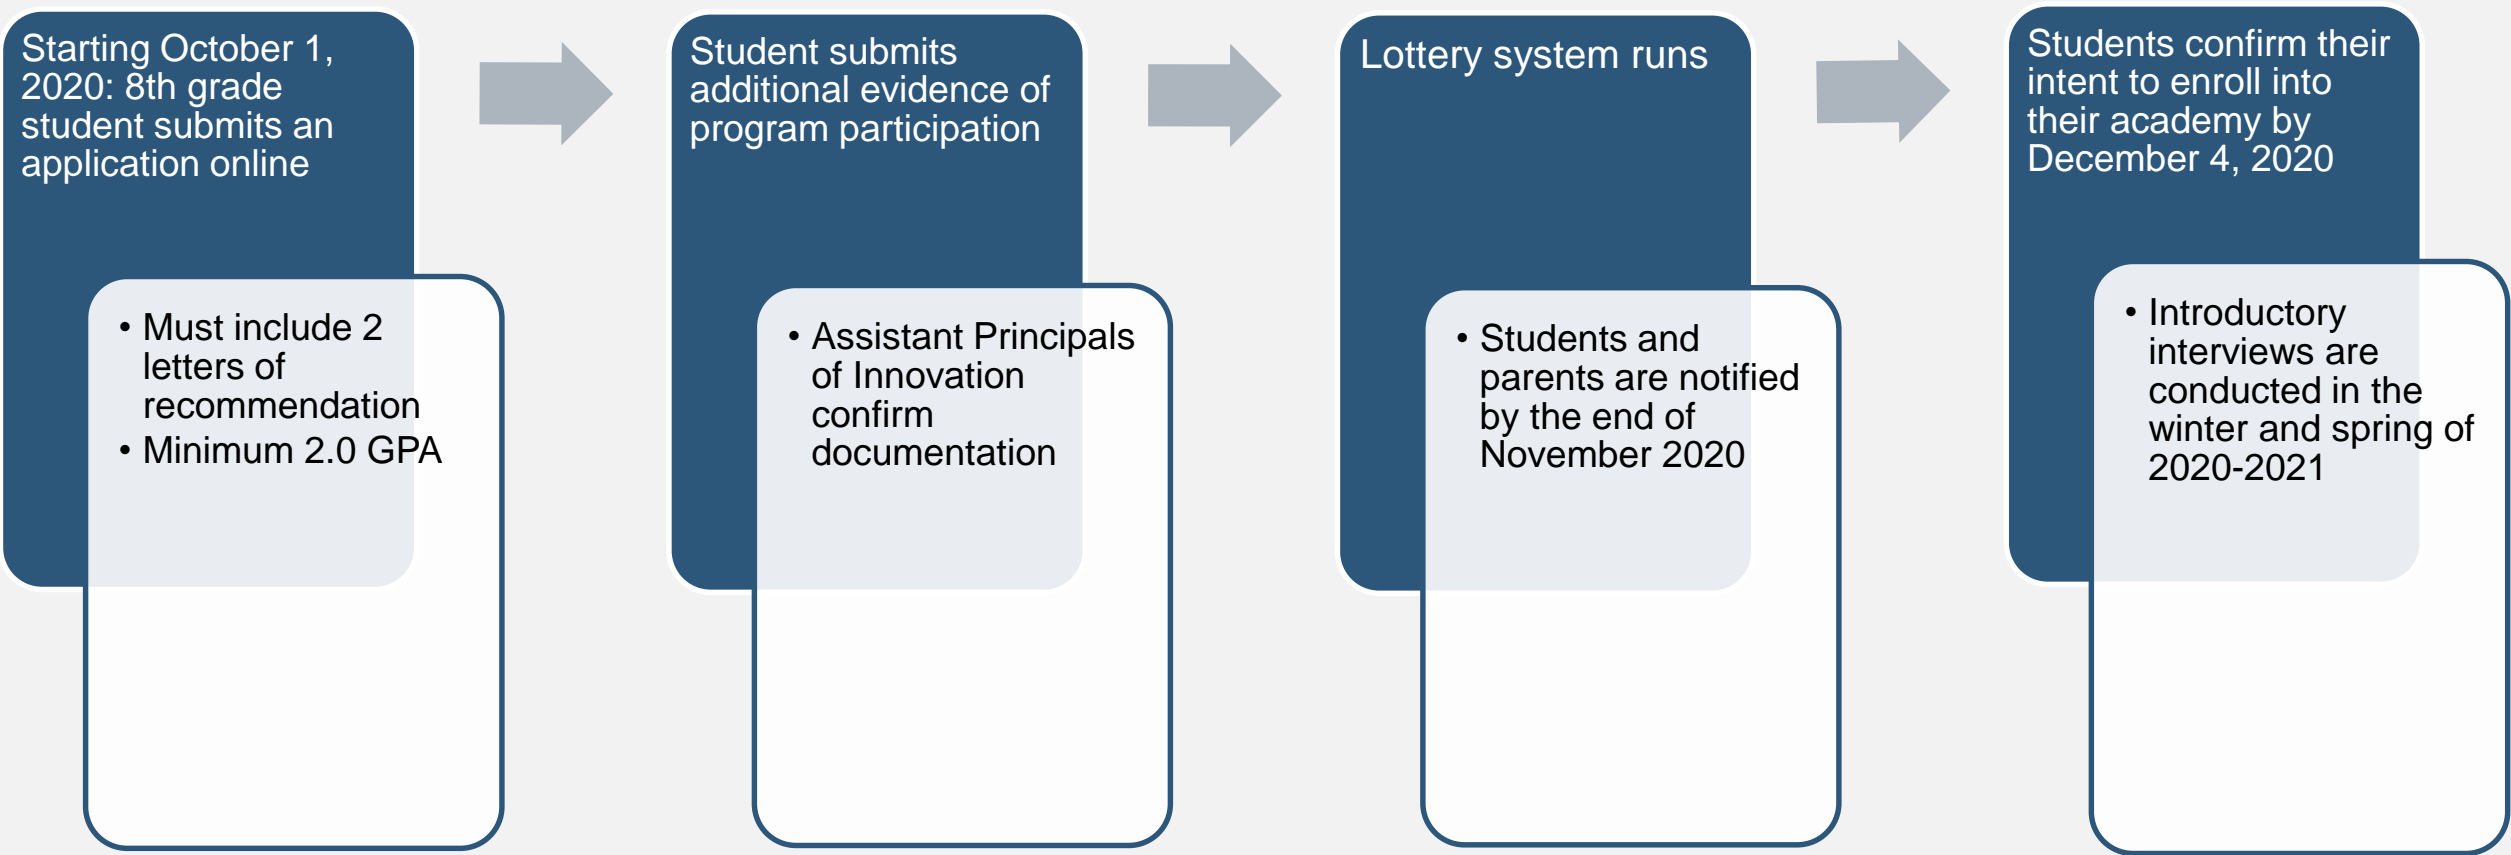 Starting October 1,
2020: 8th grade
student submits an
application online
• Must include 2
letters of
recommendation
• Minimum 2.0 GPA
Student submits
additional evidence of
program participation
• Assistant Principals
of Innovation
confirm
documentation
Lottery system runs
• Students and
parents are notified
by the end of
November 2020
Students confirm their
intent to enroll into
their academy by
December 4, 2020
• Introductory
interviews are
conducted in the
winter and spring of
2020-2021